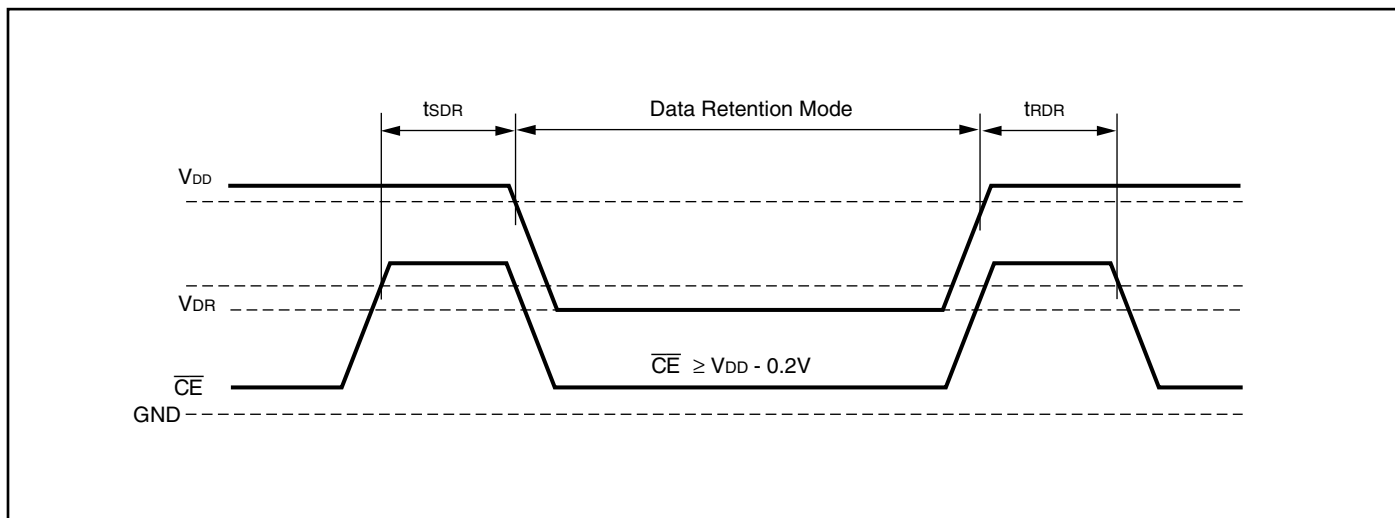 tSDR Data Retention Mode tRDR
VDD
VDR
CE ≥ VDD - 0.2V
CE
GND